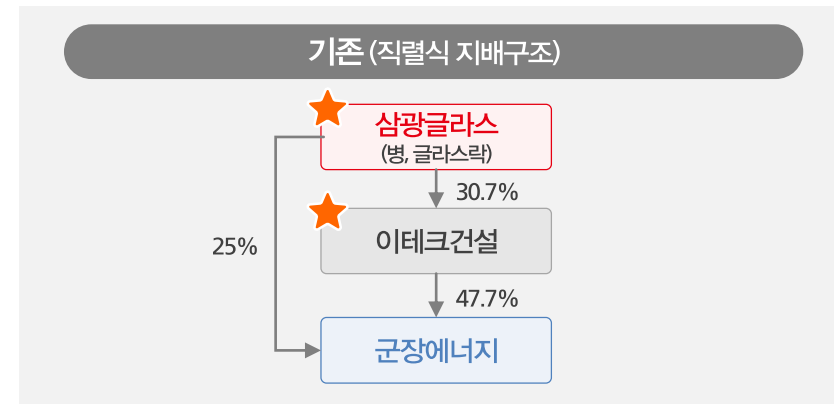 기존 (직렬식 지배구조)
삼광글라스
(병, 글라스락)
30.7%
이테크건설
25%
47.7%
군장에너지